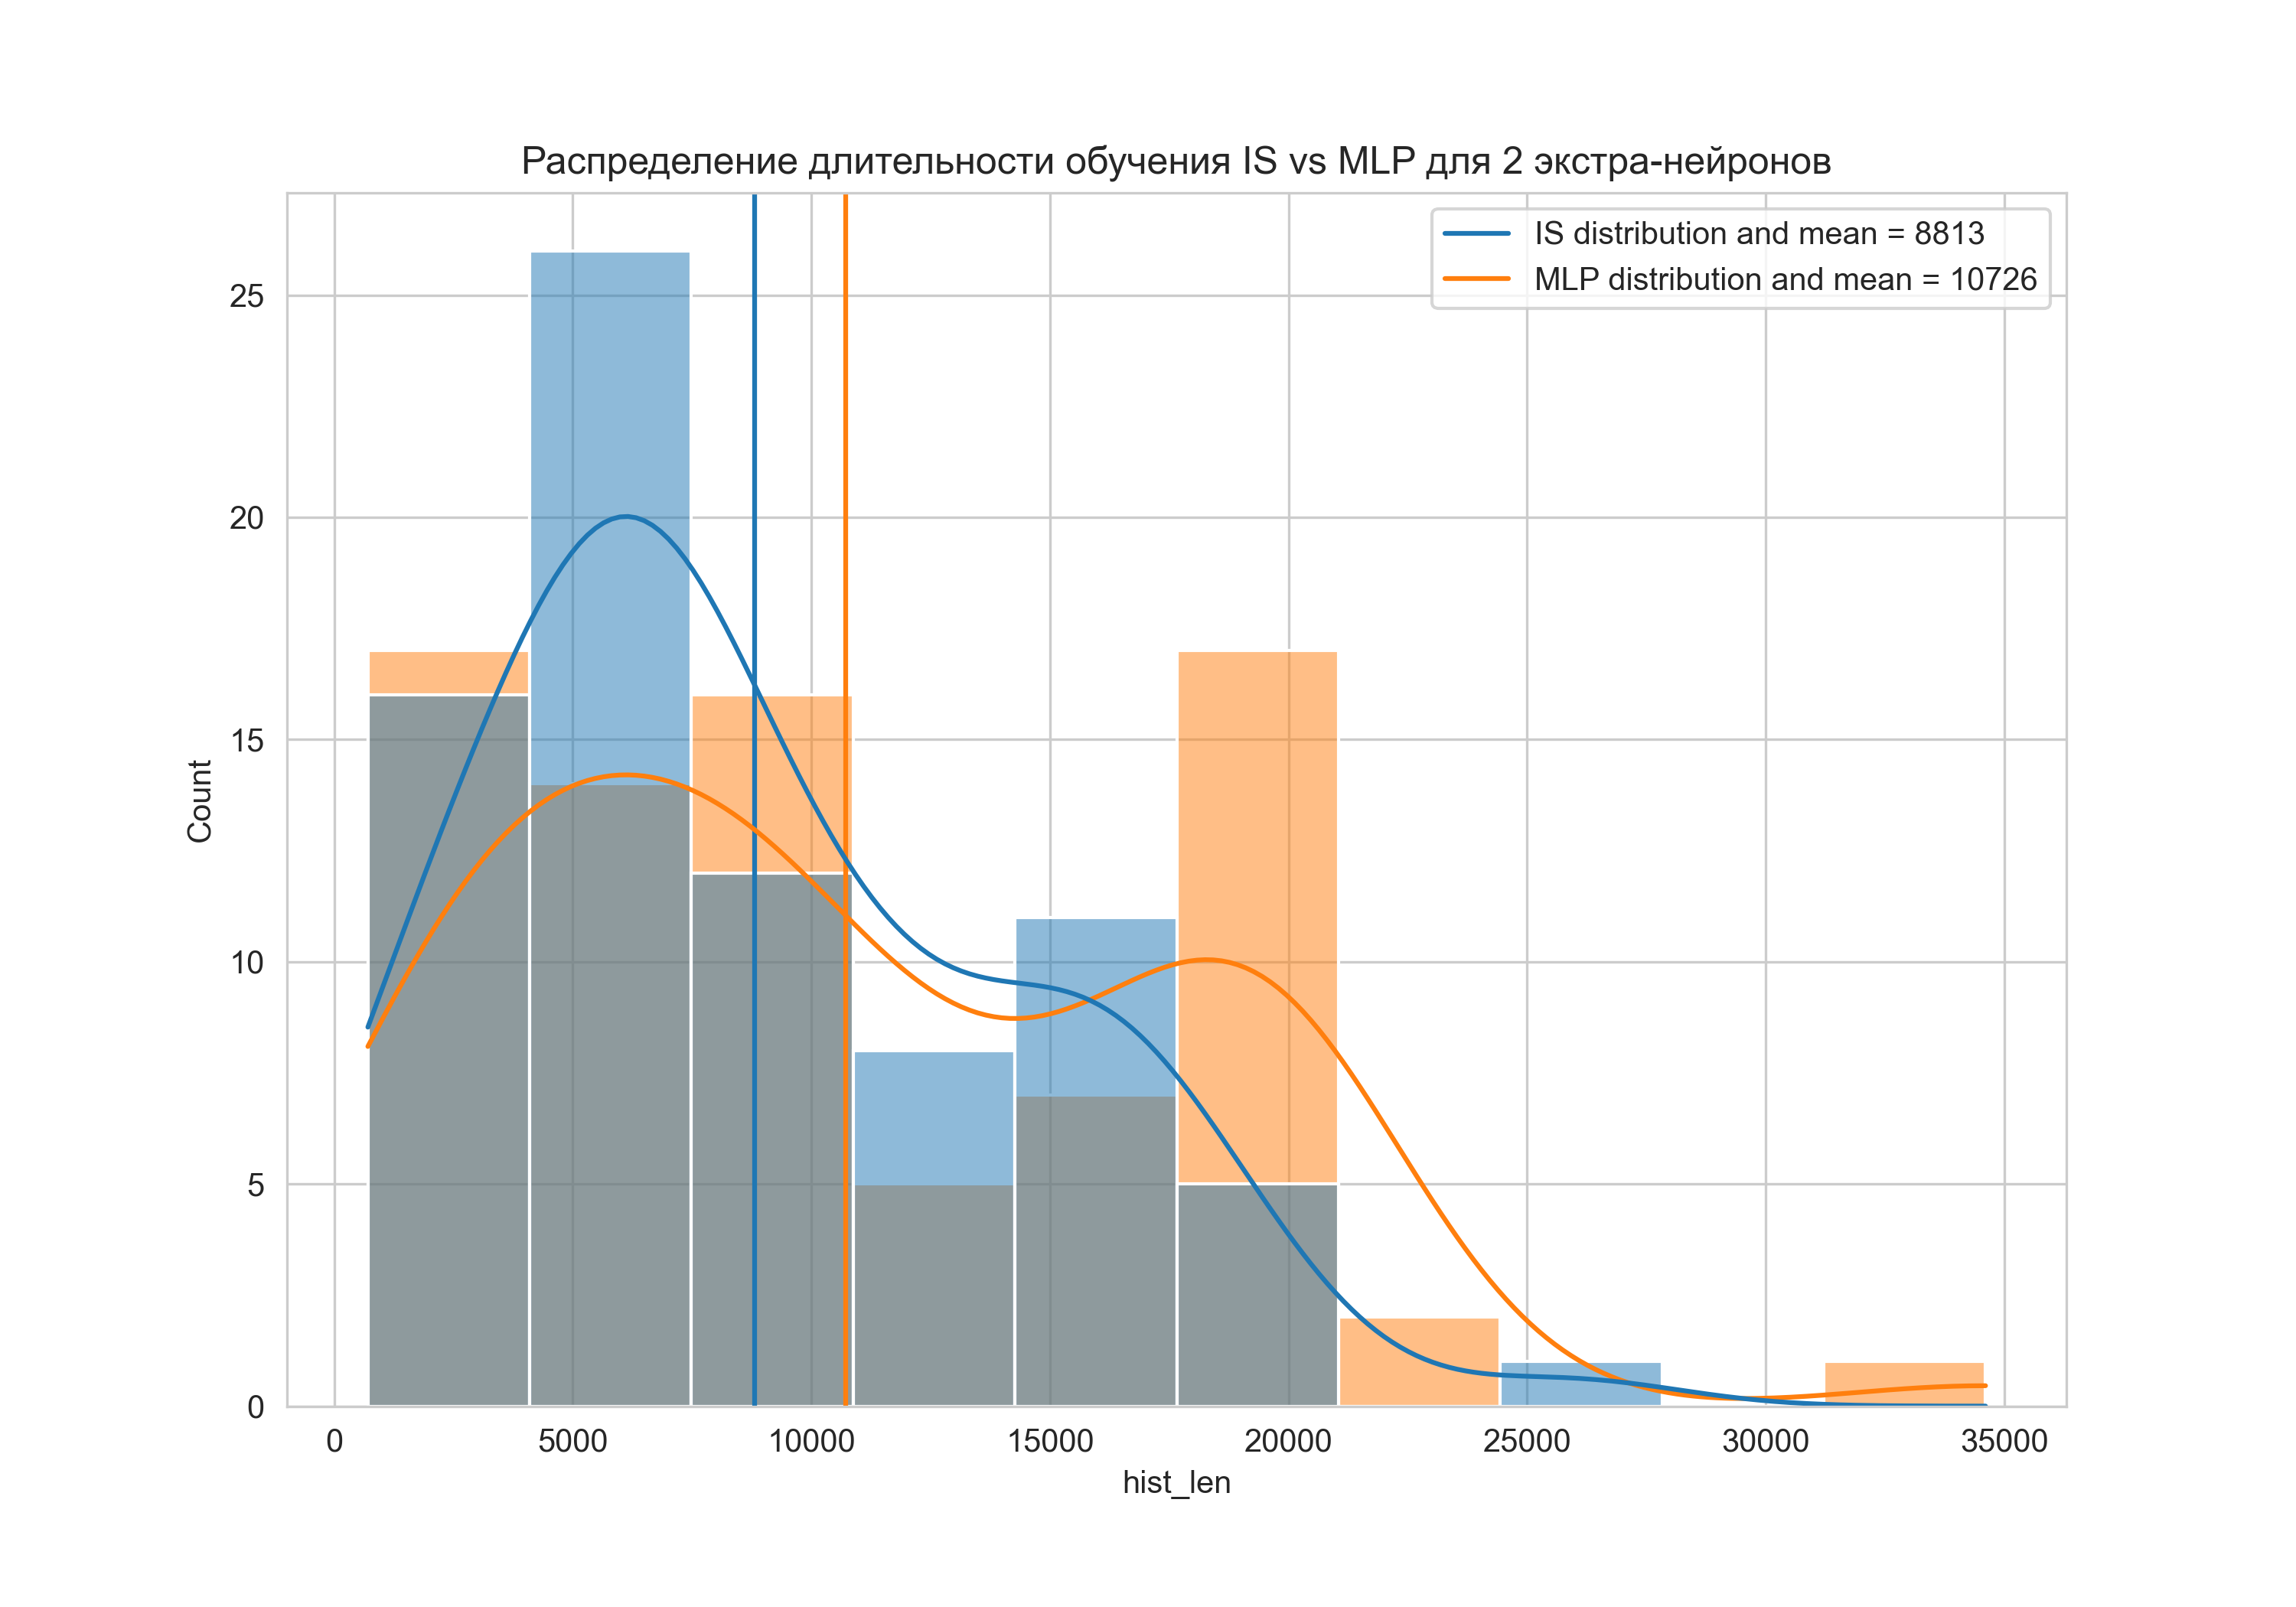 Распределение длительности обучения IS vs MLP для 2 экстра-нейронов
IS distribution and mean = 8813
MLP distribution and mean = 10726
25
20
15
10
5
0
Count
0 5000 10000 15000 20000 25000 30000 35000
hist_len